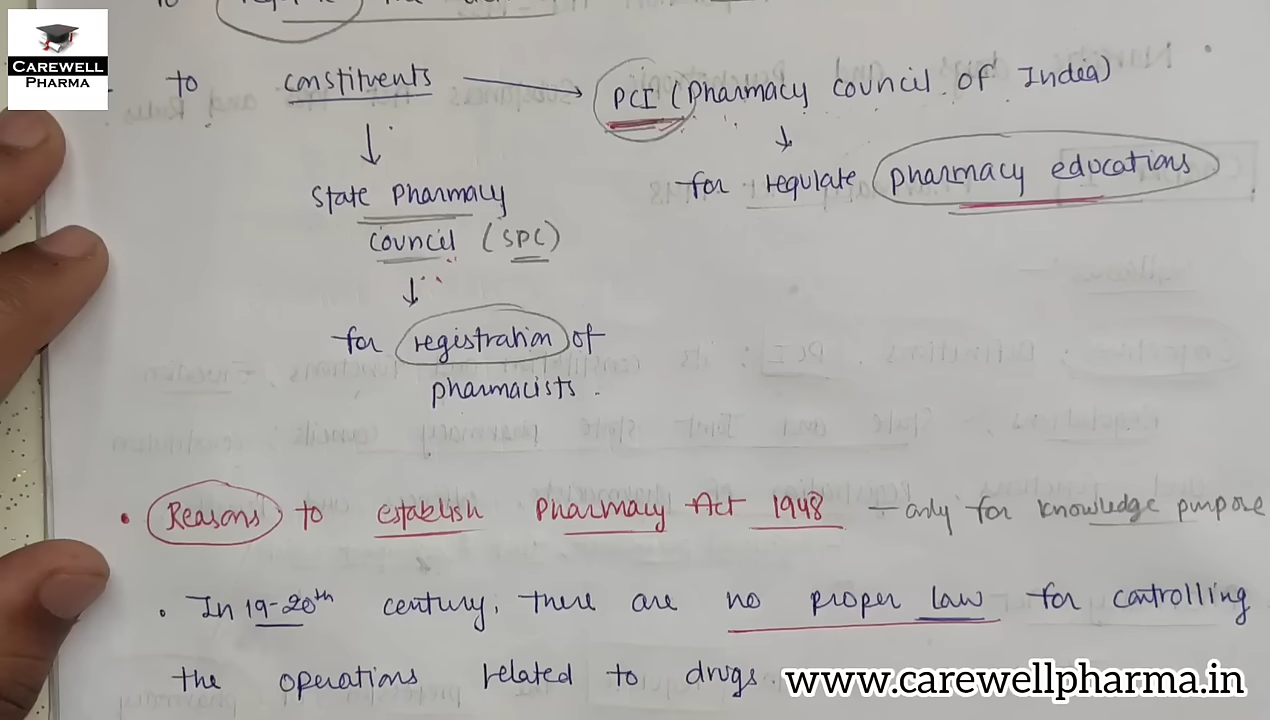 CAREWELL
PHARMA
to constituents → PCI (Pharmacy council of India)
↓ ↓
for regulate pharmacy educations
State Pharmacy
Council (SPC)
↓
for registration of
pharmacists.
• Reasons to establish Pharmacy Act 1948 - only for knowledge purpose
• In 19-20th century, there are no proper law for controlling
the operations related to drugs
www.carewellpharma.in